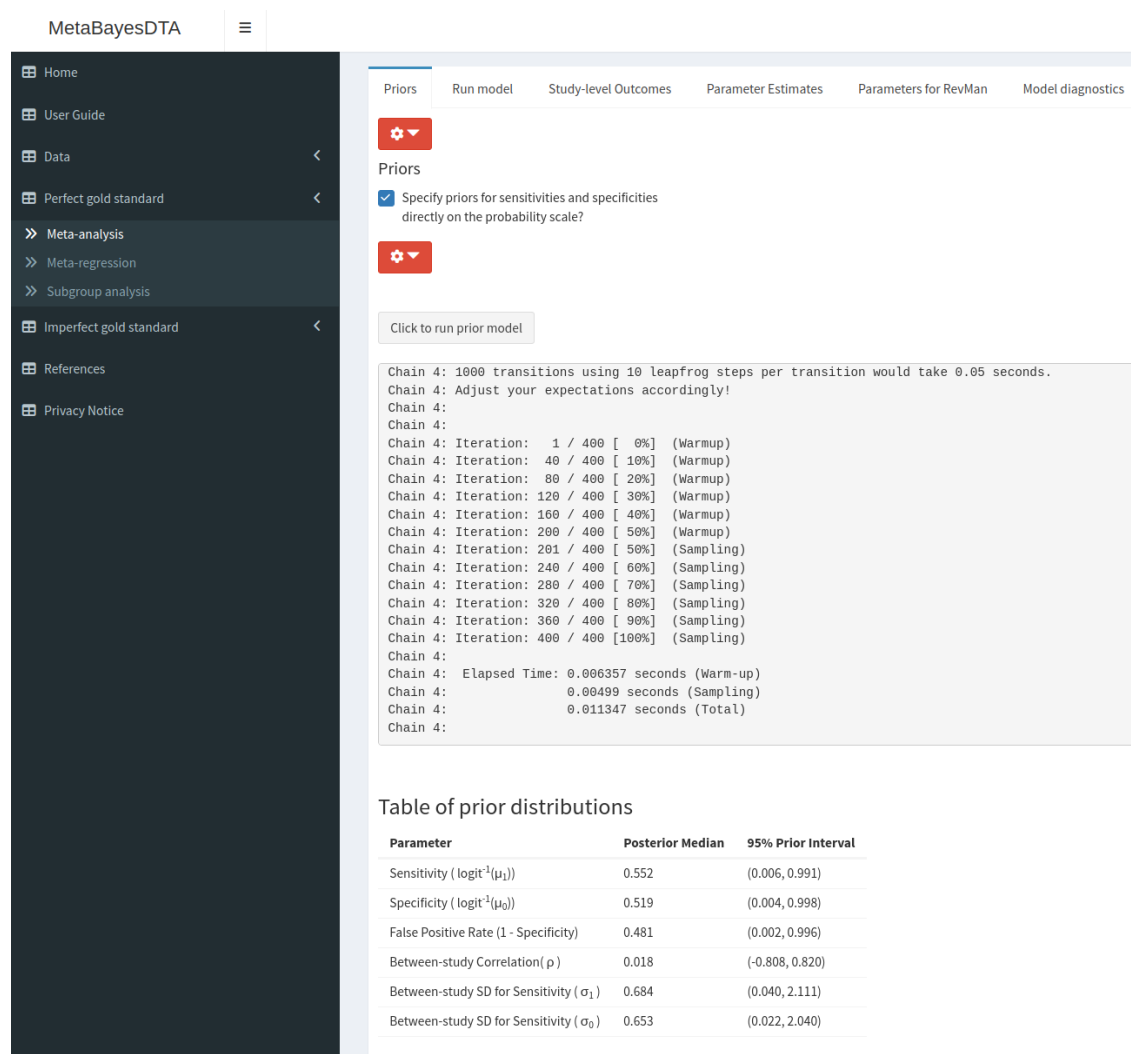 MetaBayesDTA
Home
User Guide
Data
Perfect gold standard
Meta-analysis
Meta-regression
Subgroup analysis
Imperfect gold standard
References
Privacy Notice
Priors Run model Study-level Outcomes Parameter Estimates Parameters for RevMan Model diagnostics
Priors
Specify priors for sensitivities and specificities
directly on the probability scale?
Click to run prior model
Chain 4: 1000 transitions using 10 leapfrog steps per transition would take 0.05 seconds.
Chain 4: Adjust your expectations accordingly!
Chain 4:
Chain 4:
Chain 4: Iteration:   1 / 400 [  0%]  (Warmup)
Chain 4: Iteration:  40 / 400 [ 10%]  (Warmup)
Chain 4: Iteration:  80 / 400 [ 20%]  (Warmup)
Chain 4: Iteration: 120 / 400 [ 30%]  (Warmup)
Chain 4: Iteration: 160 / 400 [ 40%]  (Warmup)
Chain 4: Iteration: 200 / 400 [ 50%]  (Warmup)
Chain 4: Iteration: 201 / 400 [ 50%]  (Sampling)
Chain 4: Iteration: 240 / 400 [ 60%]  (Sampling)
Chain 4: Iteration: 280 / 400 [ 70%]  (Sampling)
Chain 4: Iteration: 320 / 400 [ 80%]  (Sampling)
Chain 4: Iteration: 360 / 400 [ 90%]  (Sampling)
Chain 4: Iteration: 400 / 400 [100%]  (Sampling)
Chain 4:
Chain 4:  Elapsed Time: 0.006357 seconds (Warm-up)
Chain 4:                0.00499 seconds (Sampling)
Chain 4:                0.011347 seconds (Total)
Chain 4:
Table of prior distributions
Parameter Posterior Median 95% Prior Interval
Sensitivity ( logit⁻¹(μ₁)) 0.552 (0.006, 0.991)
Specificity ( logit⁻¹(μ₀)) 0.519 (0.004, 0.998)
False Positive Rate (1 - Specificity) 0.481 (0.002, 0.996)
Between-study Correlation( ρ ) 0.018 (-0.808, 0.820)
Between-study SD for Sensitivity ( σ₁ ) 0.684 (0.040, 2.111)
Between-study SD for Sensitivity ( σ₀ ) 0.653 (0.022, 2.040)